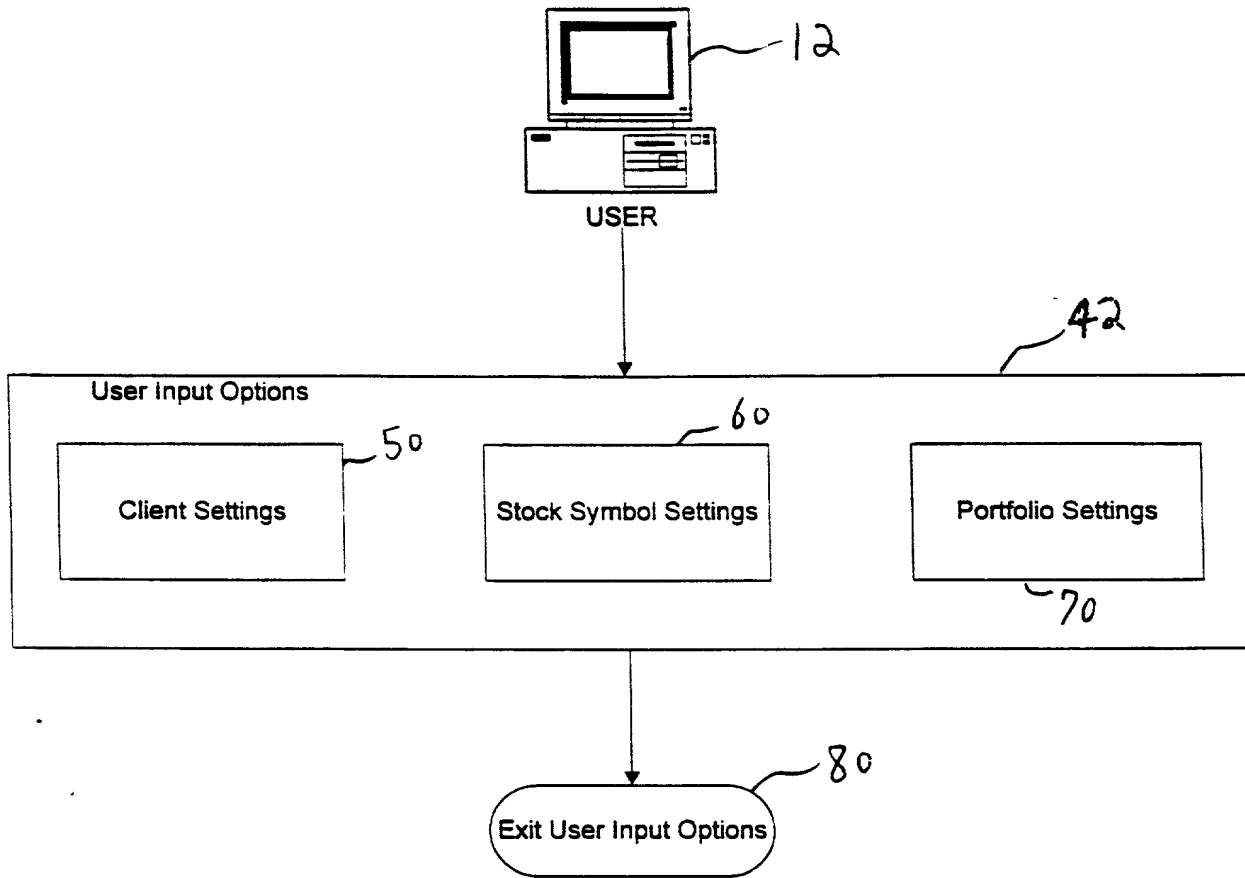 12
USER
42
User Input Options
50
60
Client Settings
Stock Symbol Settings
Portfolio Settings
70
80
Exit User Input Options